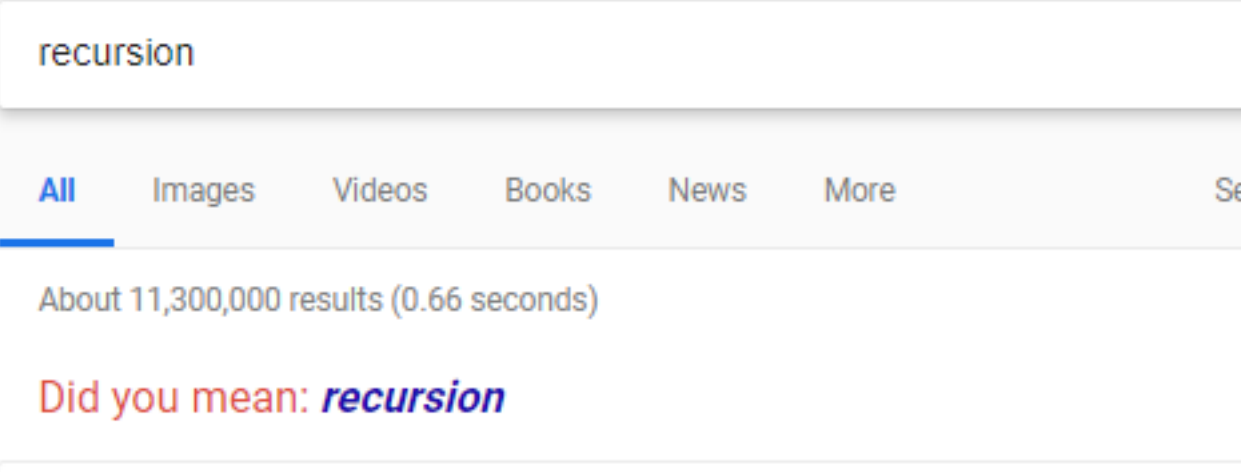 recursion
All Images Videos Books News More Se
About 11,300,000 results (0.66 seconds)
Did you mean: recursion